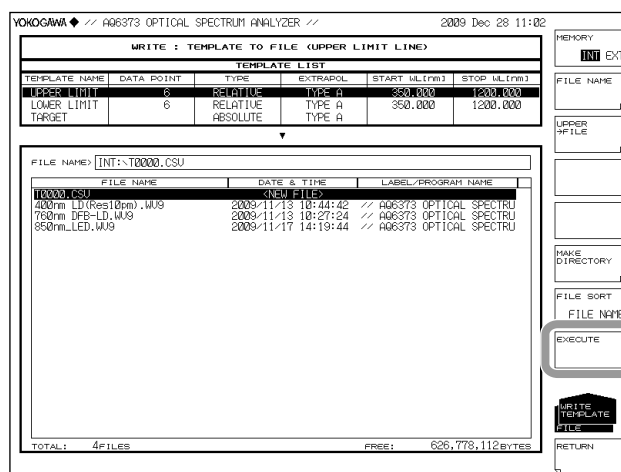 YOKOGAWA ◆ // AQ6373 OPTICAL SPECTRUM ANALYZER // 2009 Dec 28 11:02
WRITE : TEMPLATE TO FILE (UPPER LIMIT LINE)
TEMPLATE LIST
TEMPLATE NAME DATA POINT TYPE EXTRAPOL START WL[nm] STOP WL[nm]
UPPER LIMIT 6 RELATIVE TYPE A 350.000 1200.000
LOWER LIMIT 6 RELATIVE TYPE A 350.000 1200.000
TARGET ABSOLUTE TYPE A
▼
FILE NAME> INT:\T0000.CSV
FILE NAME DATE & TIME LABEL/PROGRAM NAME
T0000.CSV <NEW FILE>
400nm LD(Res10pm).WV9 2009/11/13 10:44:42 // AQ6373 OPTICAL SPECTRU
760nm DFB-LD.WV9 2009/11/13 10:27:24 // AQ6373 OPTICAL SPECTRU
850nm_LED.WV9 2009/11/17 14:19:44 // AQ6373 OPTICAL SPECTRU
TOTAL: 4FILES FREE: 626,778,112BYTES
MEMORY
INT EXT
FILE NAME
UPPER
→FILE
MAKE
DIRECTORY
FILE SORT
FILE NAME
EXECUTE
WRITE
TEMPLATE
FILE
RETURN